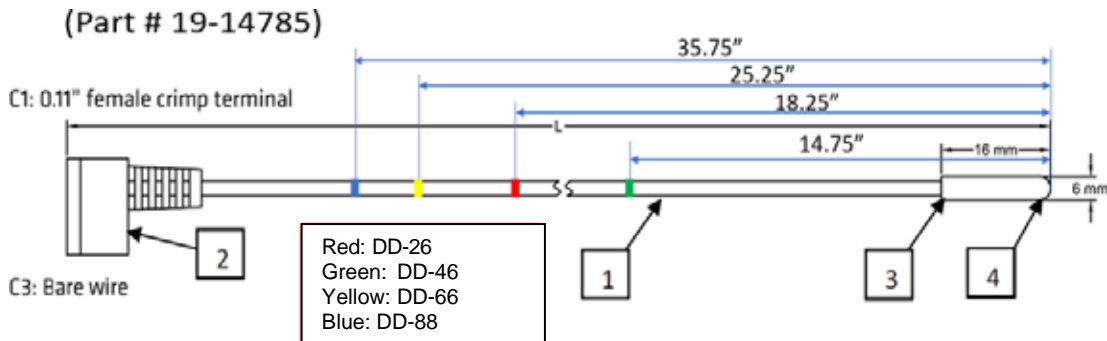 (Part # 19-14785)
35.75”
25.25”
C1: 0.11" female crimp terminal
18.25”
L
14.75”
16 mm
6 mm
2
1
3
4
Red: DD-26
Green: DD-46
Yellow: DD-66
Blue: DD-88
C3: Bare wire